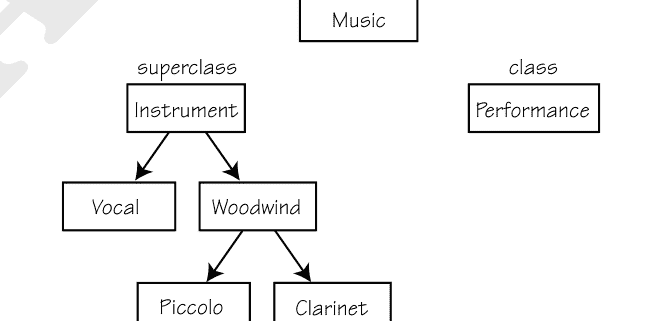 Music
superclass
class
Instrument
Performance
Vocal
Woodwind
Piccolo
Clarinet